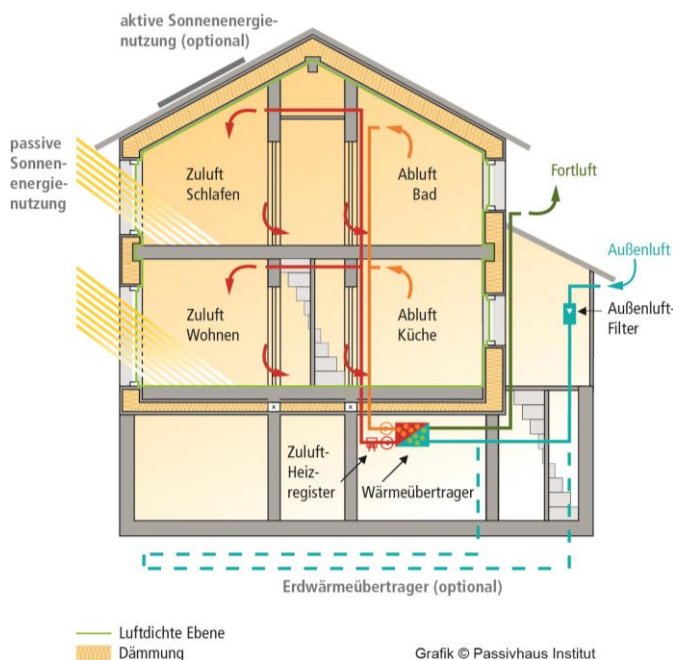 aktive Sonnenenergie-
nutzung (optional)
passive
Sonnen-
energie-
nutzung
Zuluft
Schlafen
Abluft
Bad
Fortluft
Außenluft
Zuluft
Wohnen
Abluft
Küche
Außenluft-
Filter
Zuluft-
Heiz-
register
Wärmeübertrager
Erdwärmeübertrager (optional)
Luftdichte Ebene
Dämmung
Grafik © Passivhaus Institut